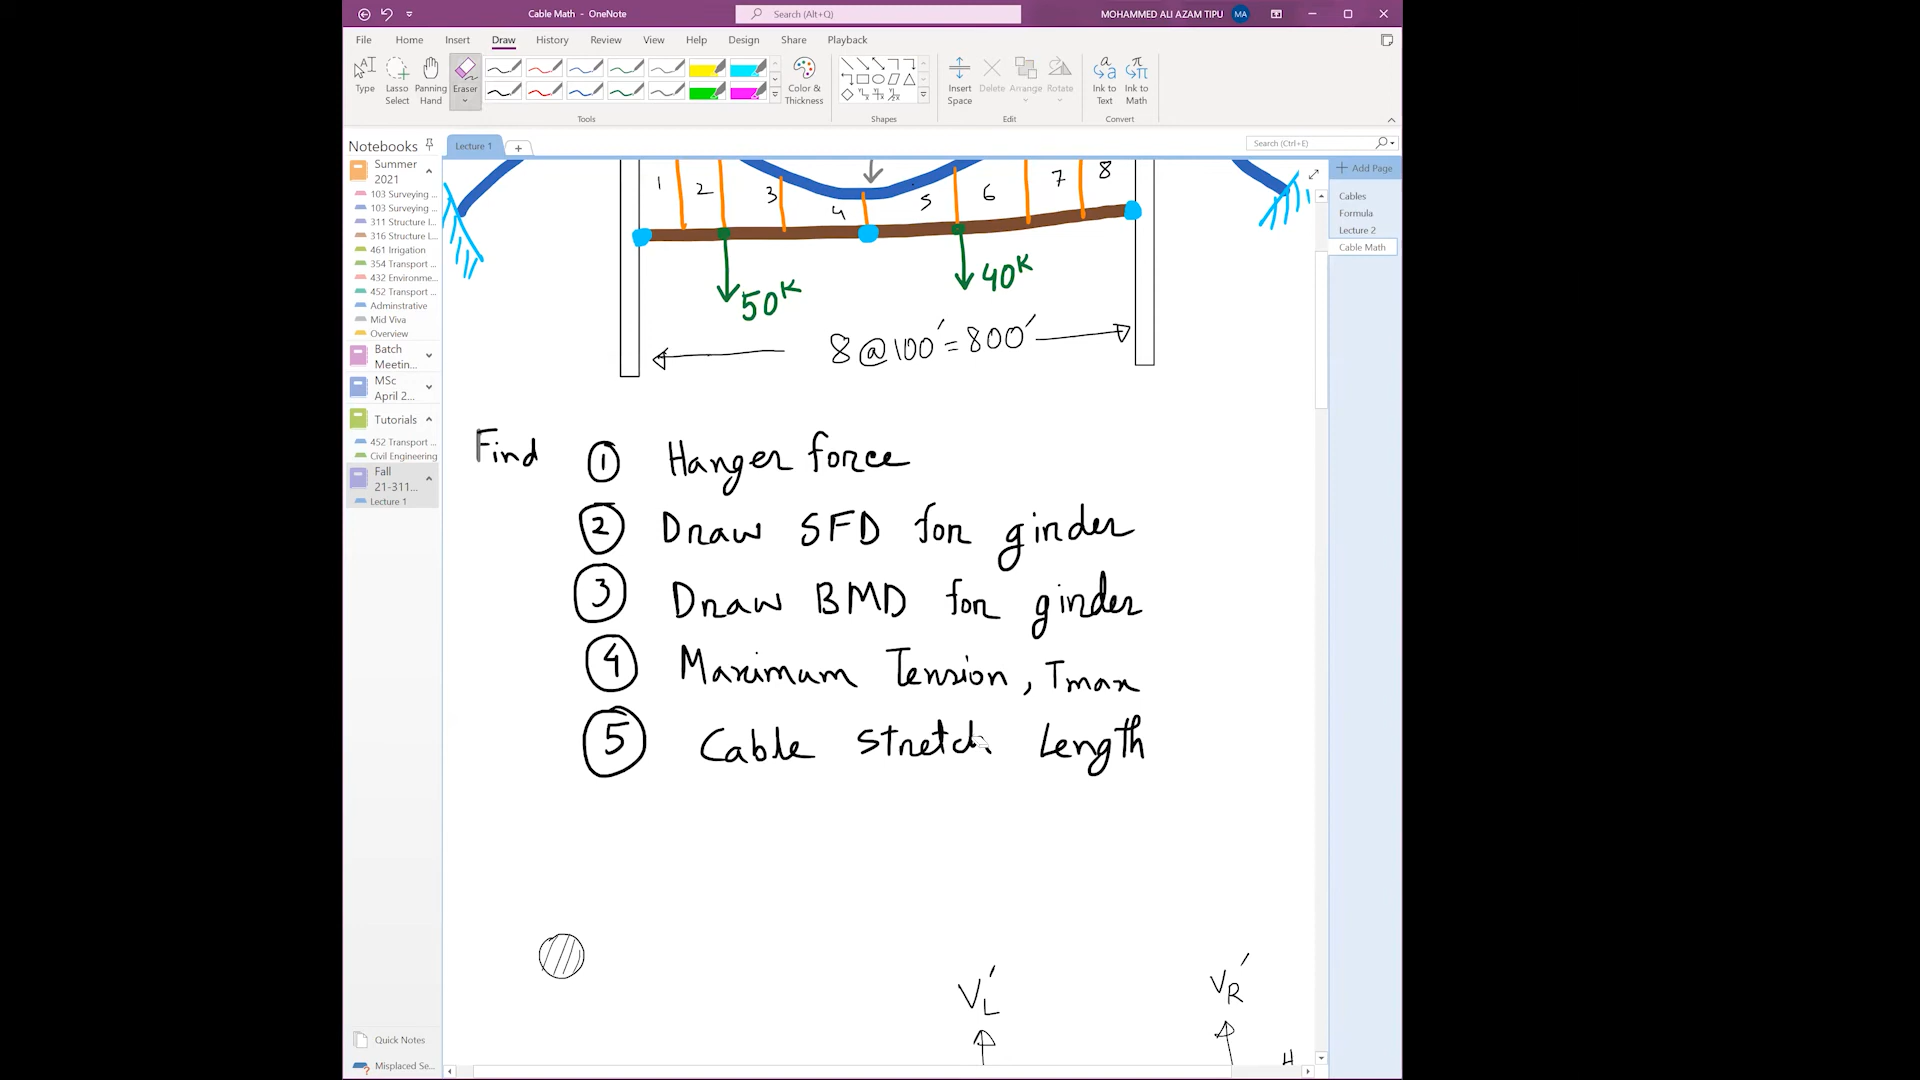 Cable Math - OneNote
Search (Alt+Q)
MOHAMMED ALI AZAM TIPU
MA
File Home Insert Draw History Review View Help Design Share Playback
Type
Lasso Select
Panning Hand
Eraser
Color & Thickness
Insert Space
Delete
Arrange
Rotate
Ink to Text
Ink to Math
Tools
Shapes
Edit
Convert
Notebooks
Lecture 1
Search (Ctrl+E)
Add Page
Cables
Formula
Lecture 2
Cable Math
Summer 2021
103 Surveying ...
103 Surveying ...
311 Structure I...
316 Structure L...
461 Irrigation
354 Transport ...
432 Environme...
452 Transport ...
Adminstrative
Mid Viva
Overview
Batch Meetin...
MSc April 2...
Tutorials
452 Transport ...
Civil Engineering
Fall 21-311...
Lecture 1
Quick Notes
Misplaced Se...
1 2 3 4 5 6 7 8
50K
40K
8 @ 100' = 800'
Find
① Hanger force
② Draw SFD for girder
③ Draw BMD for girder
④ Maximum Tension, Tmax
⑤ Cable Stretch Length
VL'
VR'